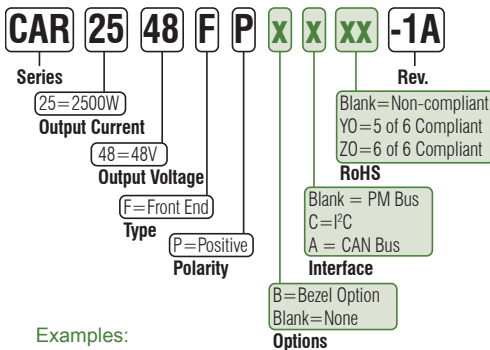 CAR 25 48 F P x x xx -1A
Series
Rev.
25=2500W
Output Current
48=48V
Output Voltage
F=Front End
Type
P=Positive
Polarity
Blank=Non-compliant
YO=5 of 6 Compliant
ZO=6 of 6 Compliant
RoHS
Blank = PM Bus
C=I²C
A = CAN Bus
Interface
B=Bezel Option
Blank=None
Options
Examples: